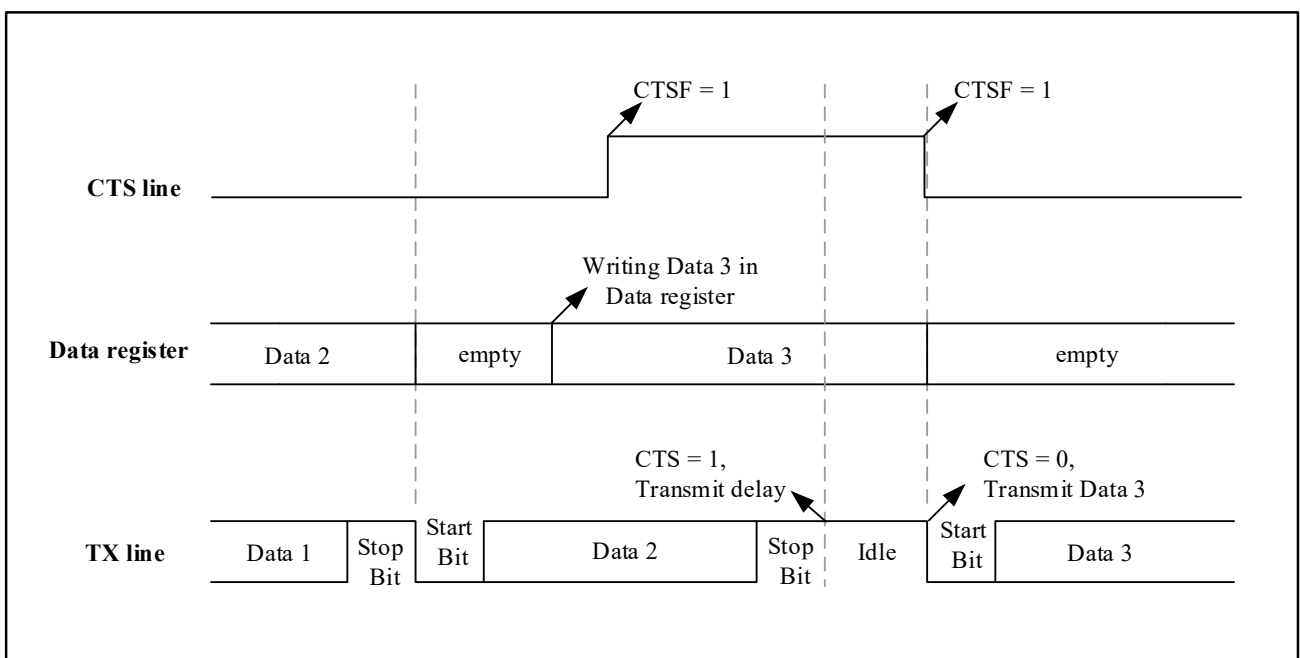 CTSF = 1
CTSF = 1
CTS line
Writing Data 3 in
Data register
Data register
Data 2
empty
Data 3
empty
CTS = 1,
Transmit delay
CTS = 0,
Transmit Data 3
TX line
Data 1
Stop
Bit
Start
Bit
Data 2
Stop
Bit
Idle
Start
Bit
Data 3